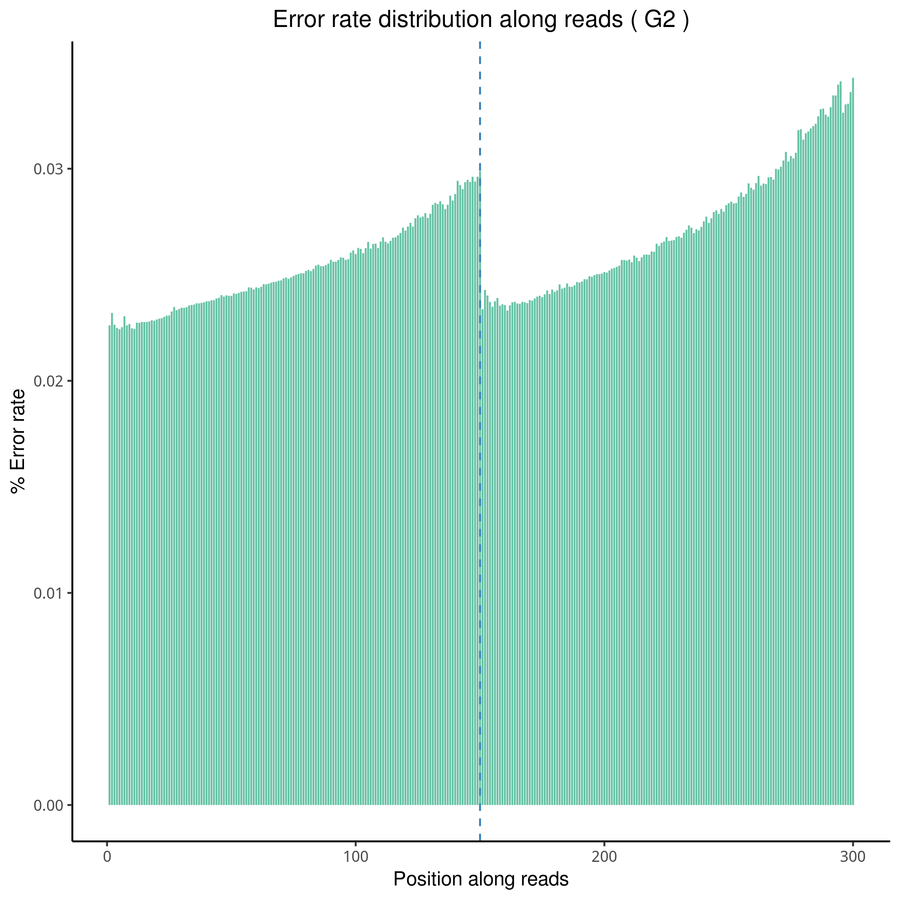 Error rate distribution along reads ( G2 )
% Error rate
0.03
0.02
0.01
0.00
0
100
200
300
Position along reads